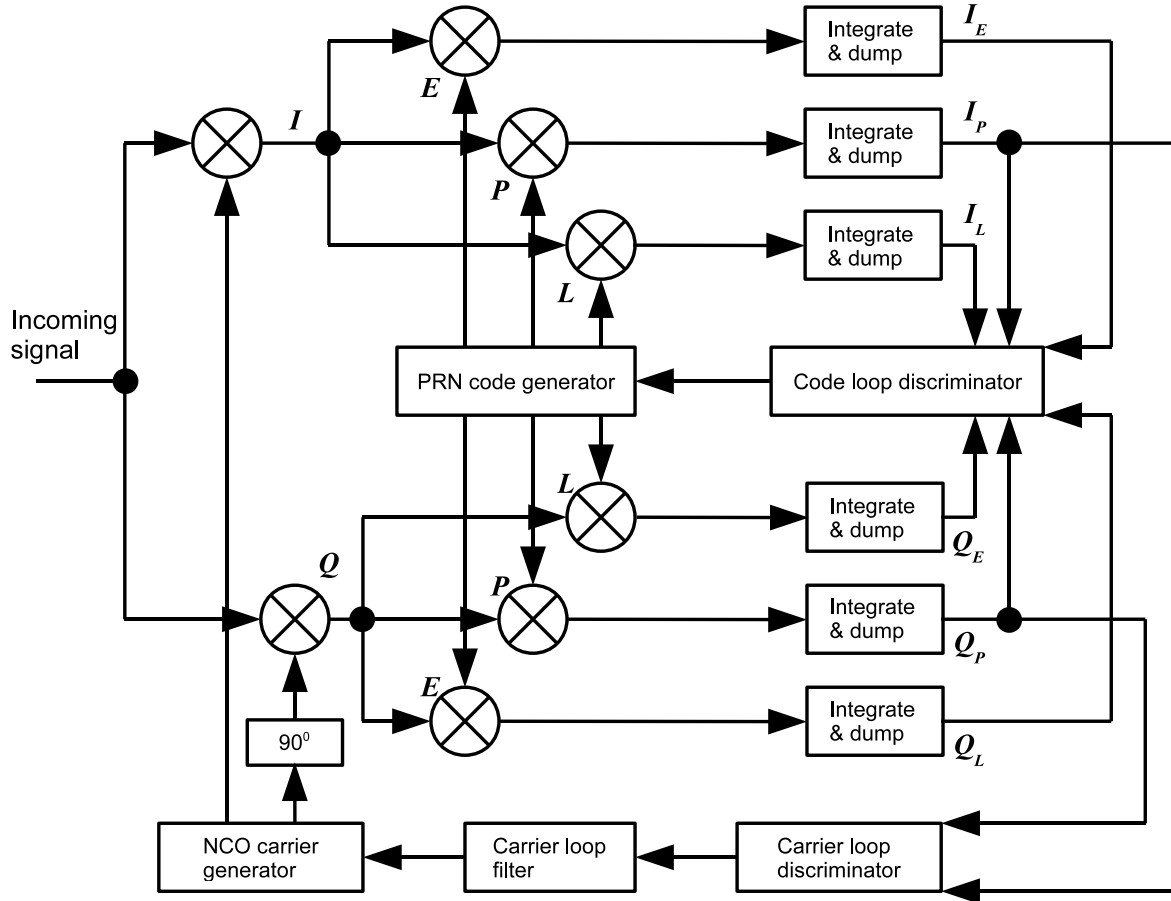 Integrate
& dump
I_E
E
I
Integrate
& dump
I_P
P
Integrate
& dump
I_L
L
Incoming
signal
PRN code generator
Code loop discriminator
L
Integrate
& dump
Q_E
Q
P
Integrate
& dump
Q_P
E
Integrate
& dump
Q_L
90⁰
NCO carrier
generator
Carrier loop
filter
Carrier loop
discriminator